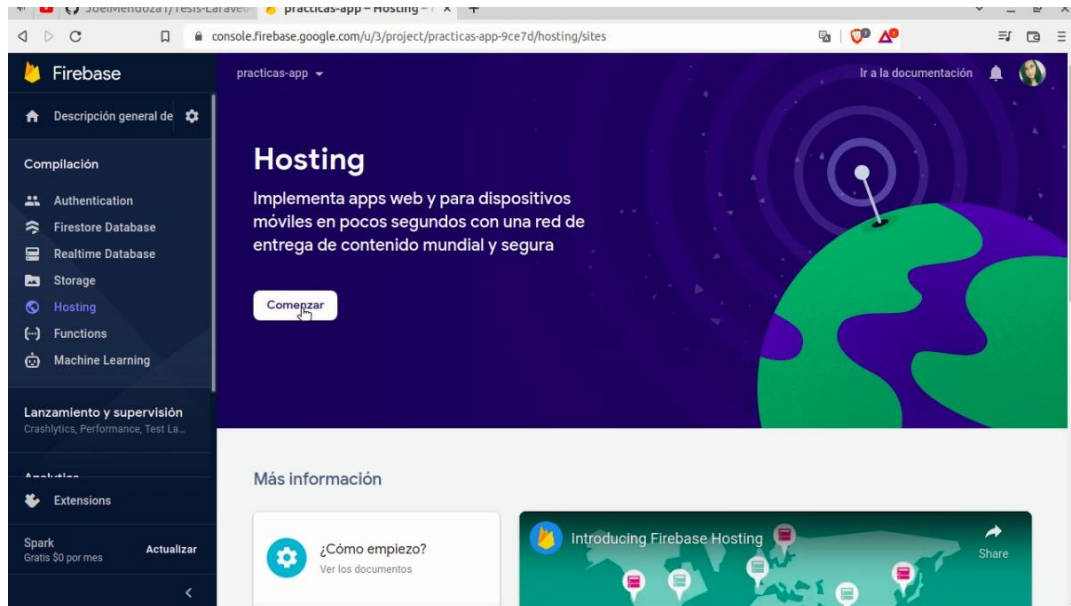 JoelMendoza1/Tesis-Laravel
practicas-app – Hosting –
console.firebase.google.com/u/3/project/practicas-app-9ce7d/hosting/sites
Firebase
practicas-app
Ir a la documentación
Descripción general de
Compilación
Authentication
Firestore Database
Realtime Database
Storage
Hosting
Functions
Machine Learning
Lanzamiento y supervisión
Crashlytics, Performance, Test La...
Analytics
Extensions
Spark
Gratis $0 por mes
Actualizar
Hosting
Implementa apps web y para dispositivos
móviles en pocos segundos con una red de
entrega de contenido mundial y segura
Comenzar
Más información
¿Cómo empiezo?
Ver los documentos
Introducing Firebase Hosting
Share